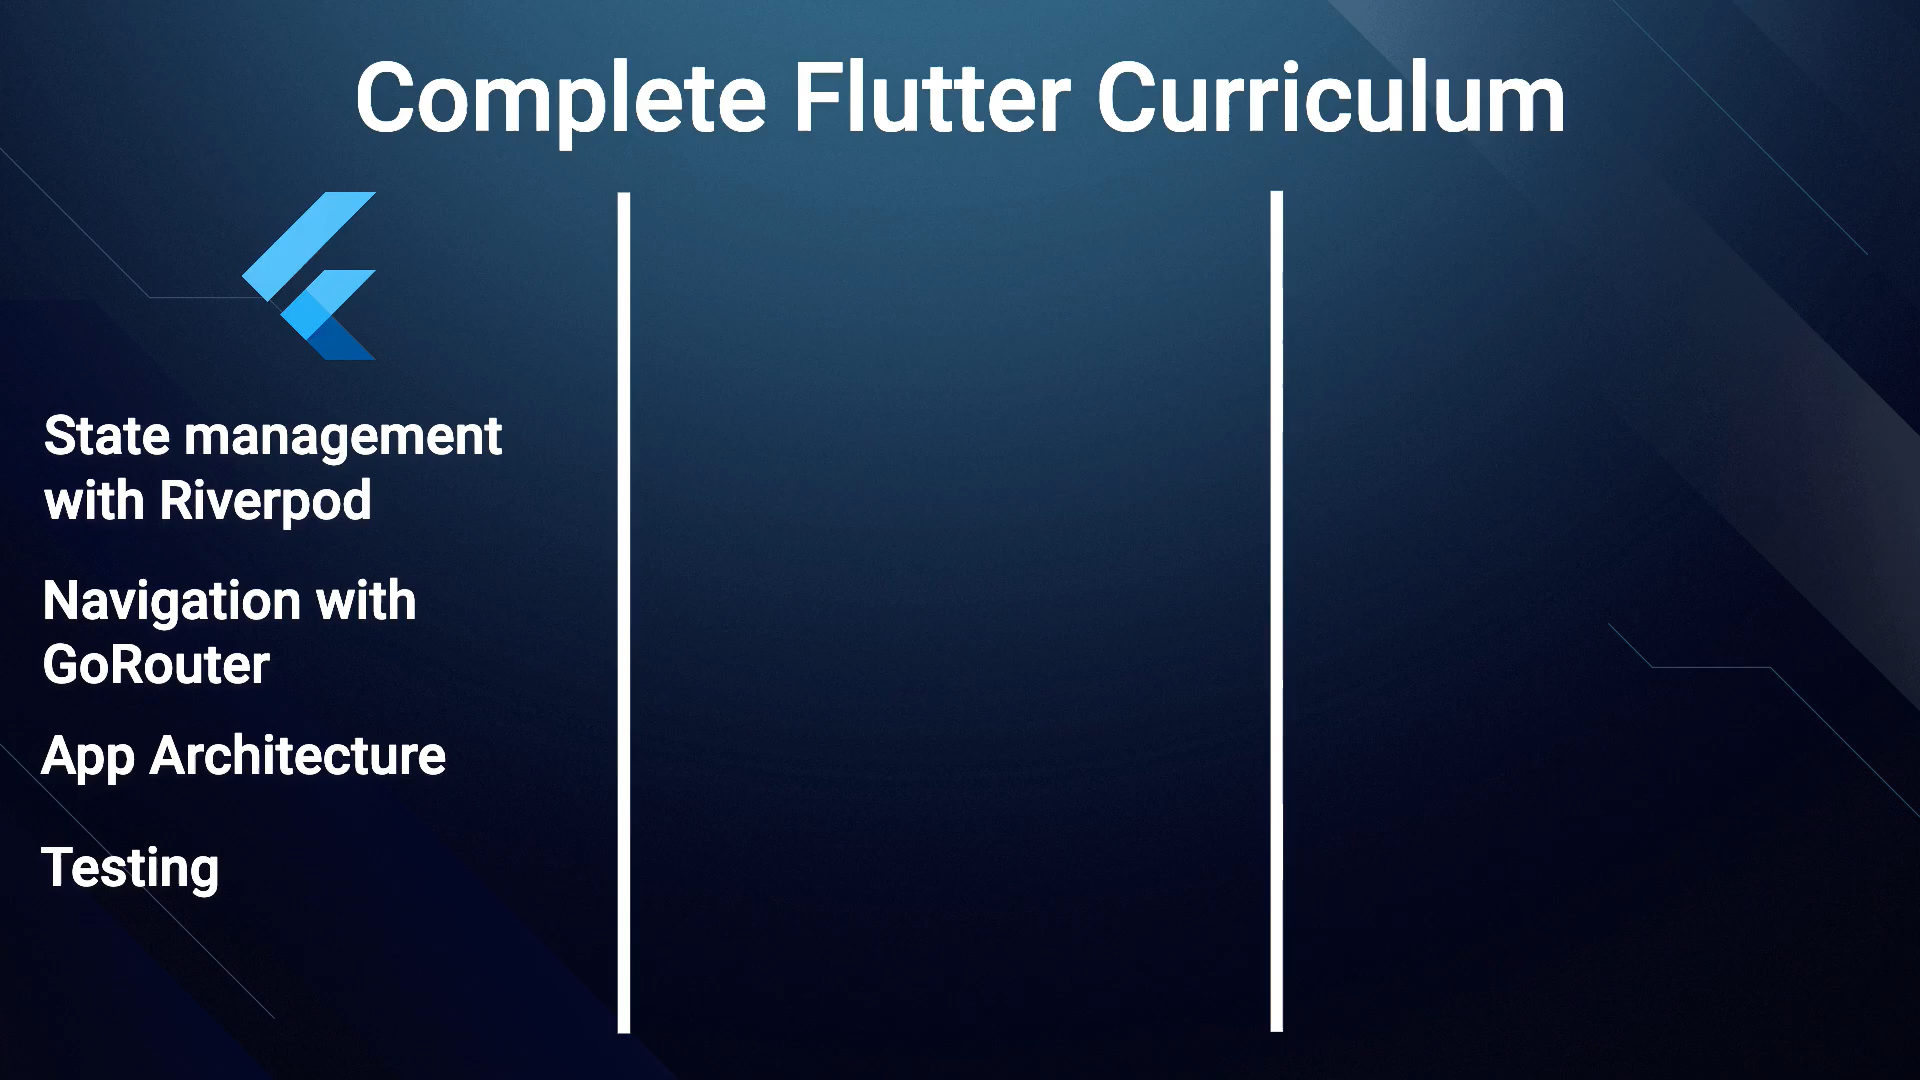 Complete Flutter Curriculum
State management
with Riverpod
Navigation with
GoRouter
App Architecture
Testing